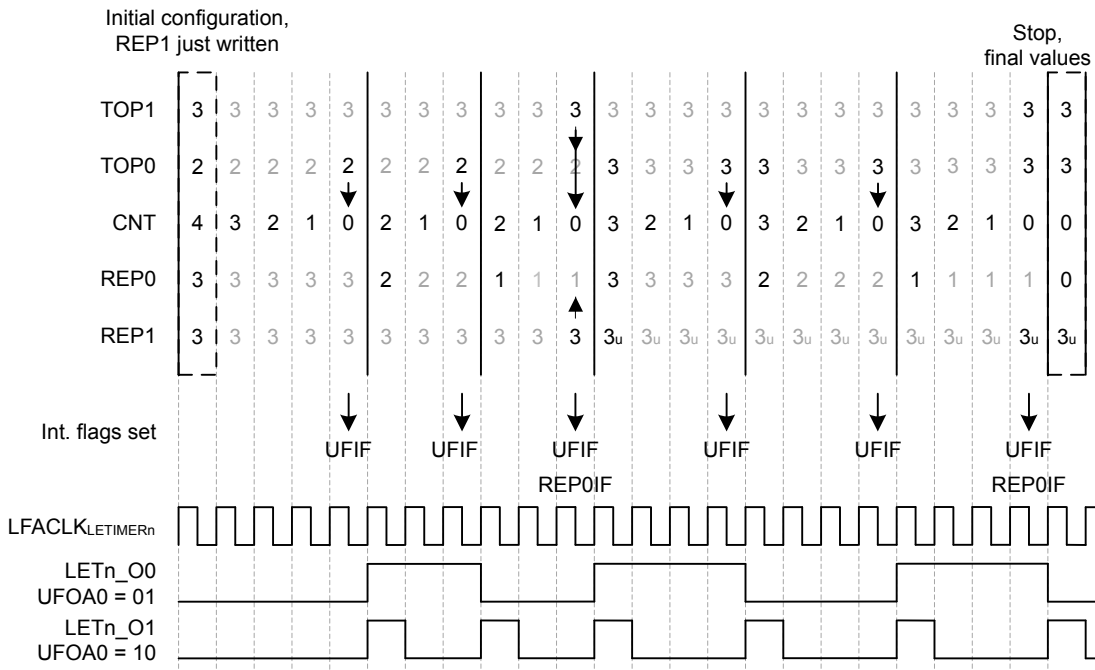 Initial configuration,
REP1 just written
Stop,
final values
TOP1 3 3 3 3 3 3 3 3 3 3 3 3 3 3 3 3 3 3 3 3 3 3 3 3
TOP0 2 2 2 2 2 2 2 2 2 2 2 3 3 3 3 3 3 3 3 3 3 3 3 3
CNT 4 3 2 1 0 2 1 0 2 1 0 3 2 1 0 3 2 1 0 3 2 1 0 0
REP0 3 3 3 3 3 2 2 2 1 1 1 3 3 3 3 2 2 2 2 1 1 1 1 0
REP1 3 3 3 3 3 3 3 3 3 3 3 3u 3u 3u 3u 3u 3u 3u 3u 3u 3u 3u 3u 3u
Int. flags set
UFIF UFIF UFIF UFIF UFIF UFIF
REP0IF REP0IF
LFACLKLETIMERn
LETn_O0
UFOA0 = 01
LETn_O1
UFOA0 = 10